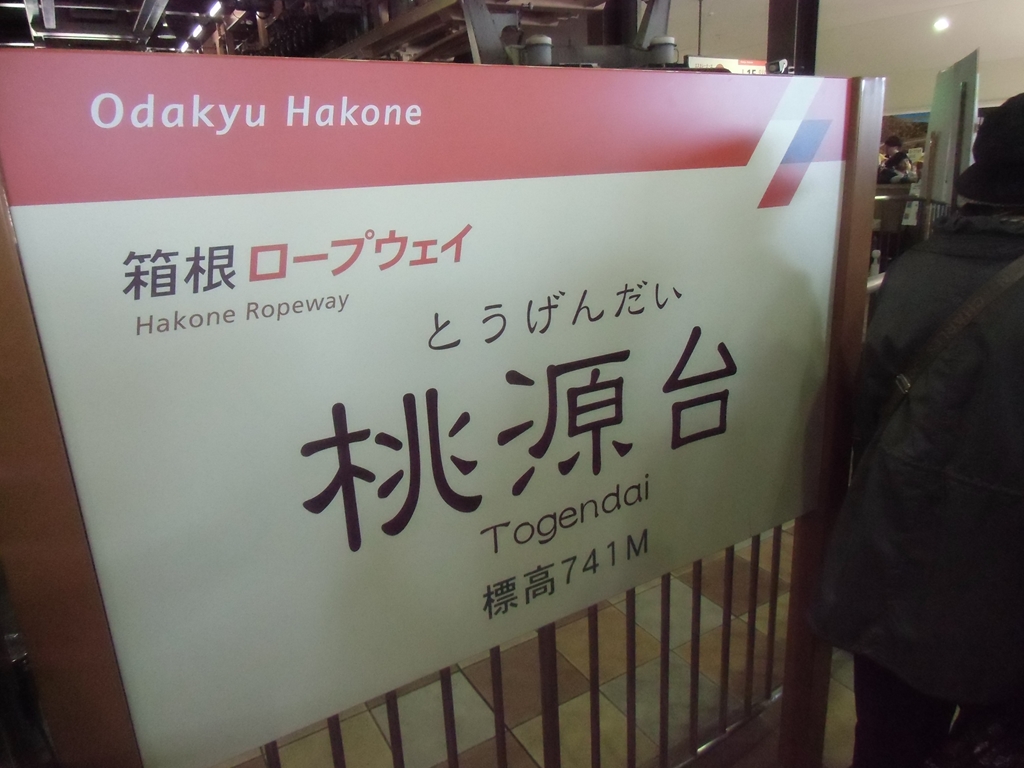 Odakyu Hakone
箱根ロープウェイ
Hakone Ropeway
とうげんだい
桃源台
Togendai
標高741M